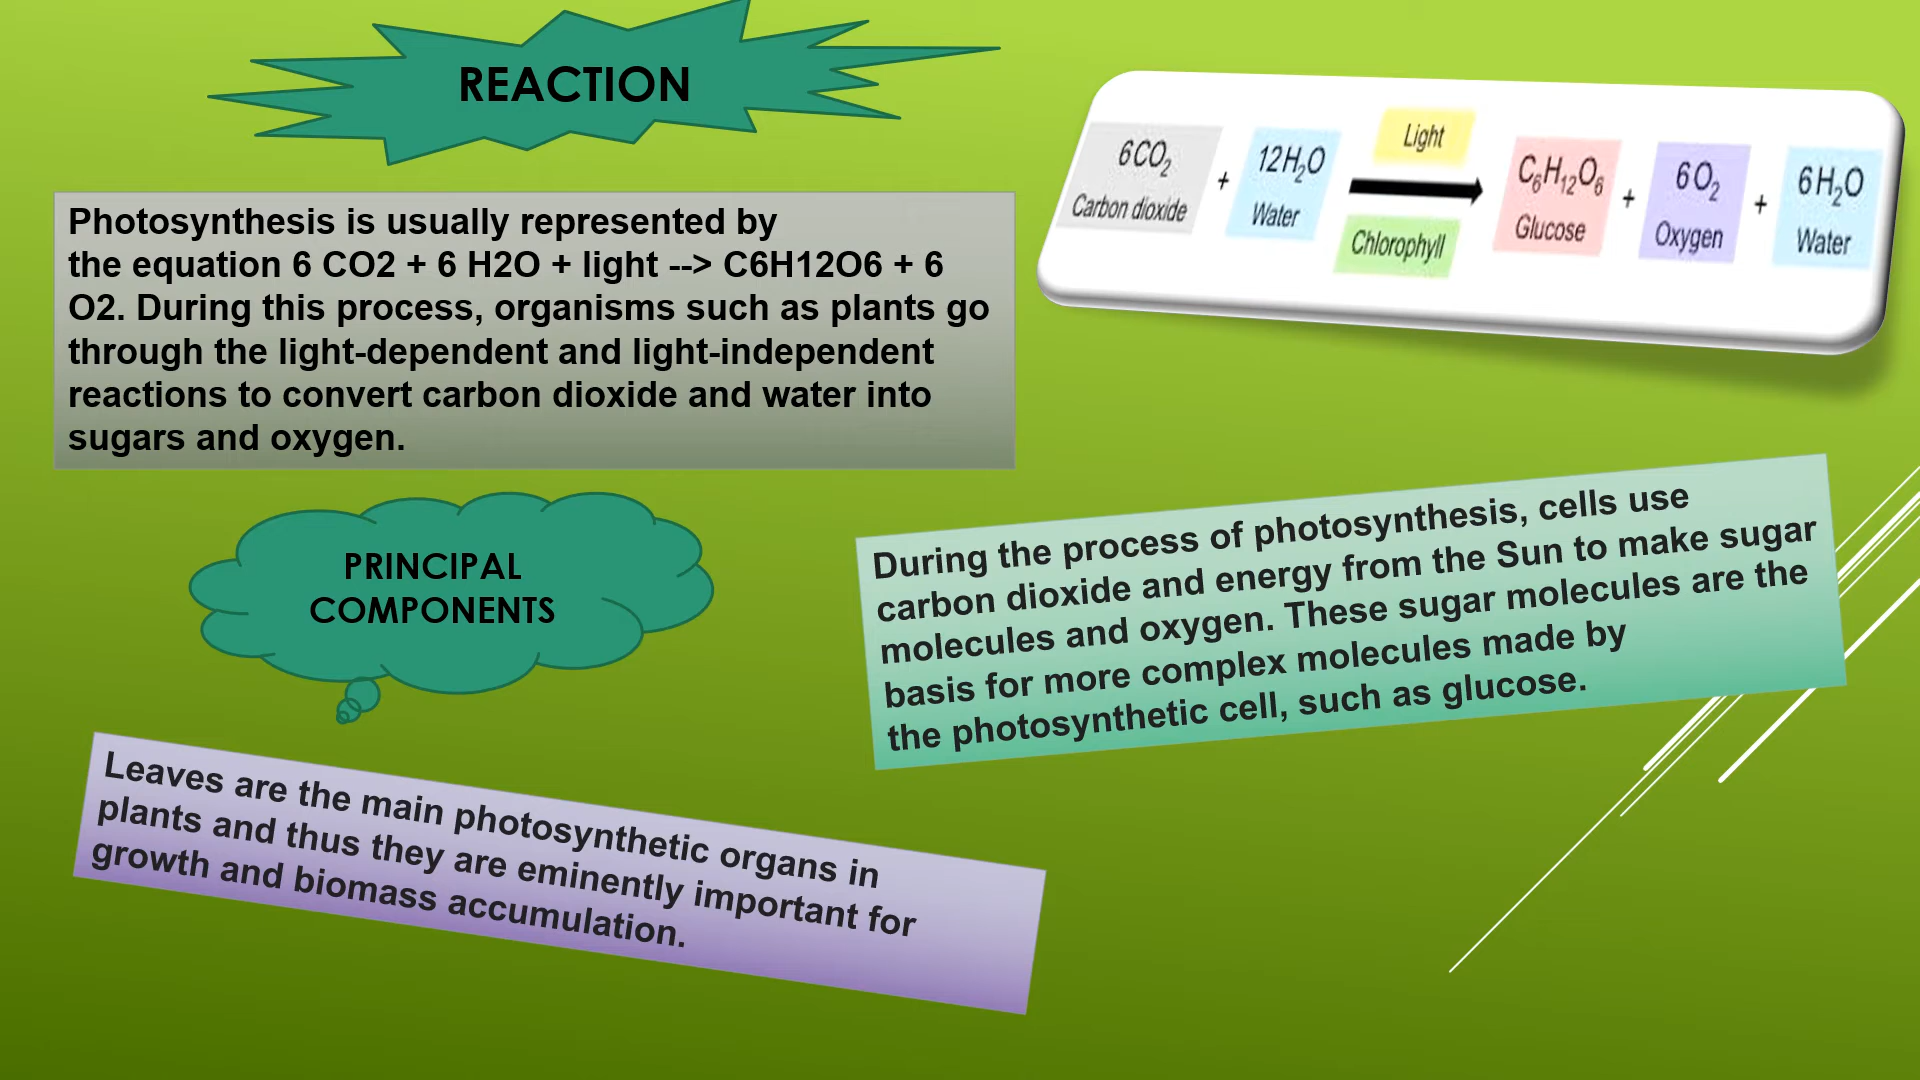 REACTION
Photosynthesis is usually represented by
the equation 6 CO2 + 6 H2O + light --> C6H12O6 + 6
O2. During this process, organisms such as plants go
through the light-dependent and light-independent
reactions to convert carbon dioxide and water into
sugars and oxygen.
6CO₂ + 12H₂O Light C₆H₁₂O₆ + 6O₂ + 6H₂O
Carbon dioxide Water Chlorophyll Glucose Oxygen Water
PRINCIPAL
COMPONENTS
During the process of photosynthesis, cells use
carbon dioxide and energy from the Sun to make sugar
molecules and oxygen. These sugar molecules are the
basis for more complex molecules made by
the photosynthetic cell, such as glucose.
Leaves are the main photosynthetic organs in
plants and thus they are eminently important for
growth and biomass accumulation.